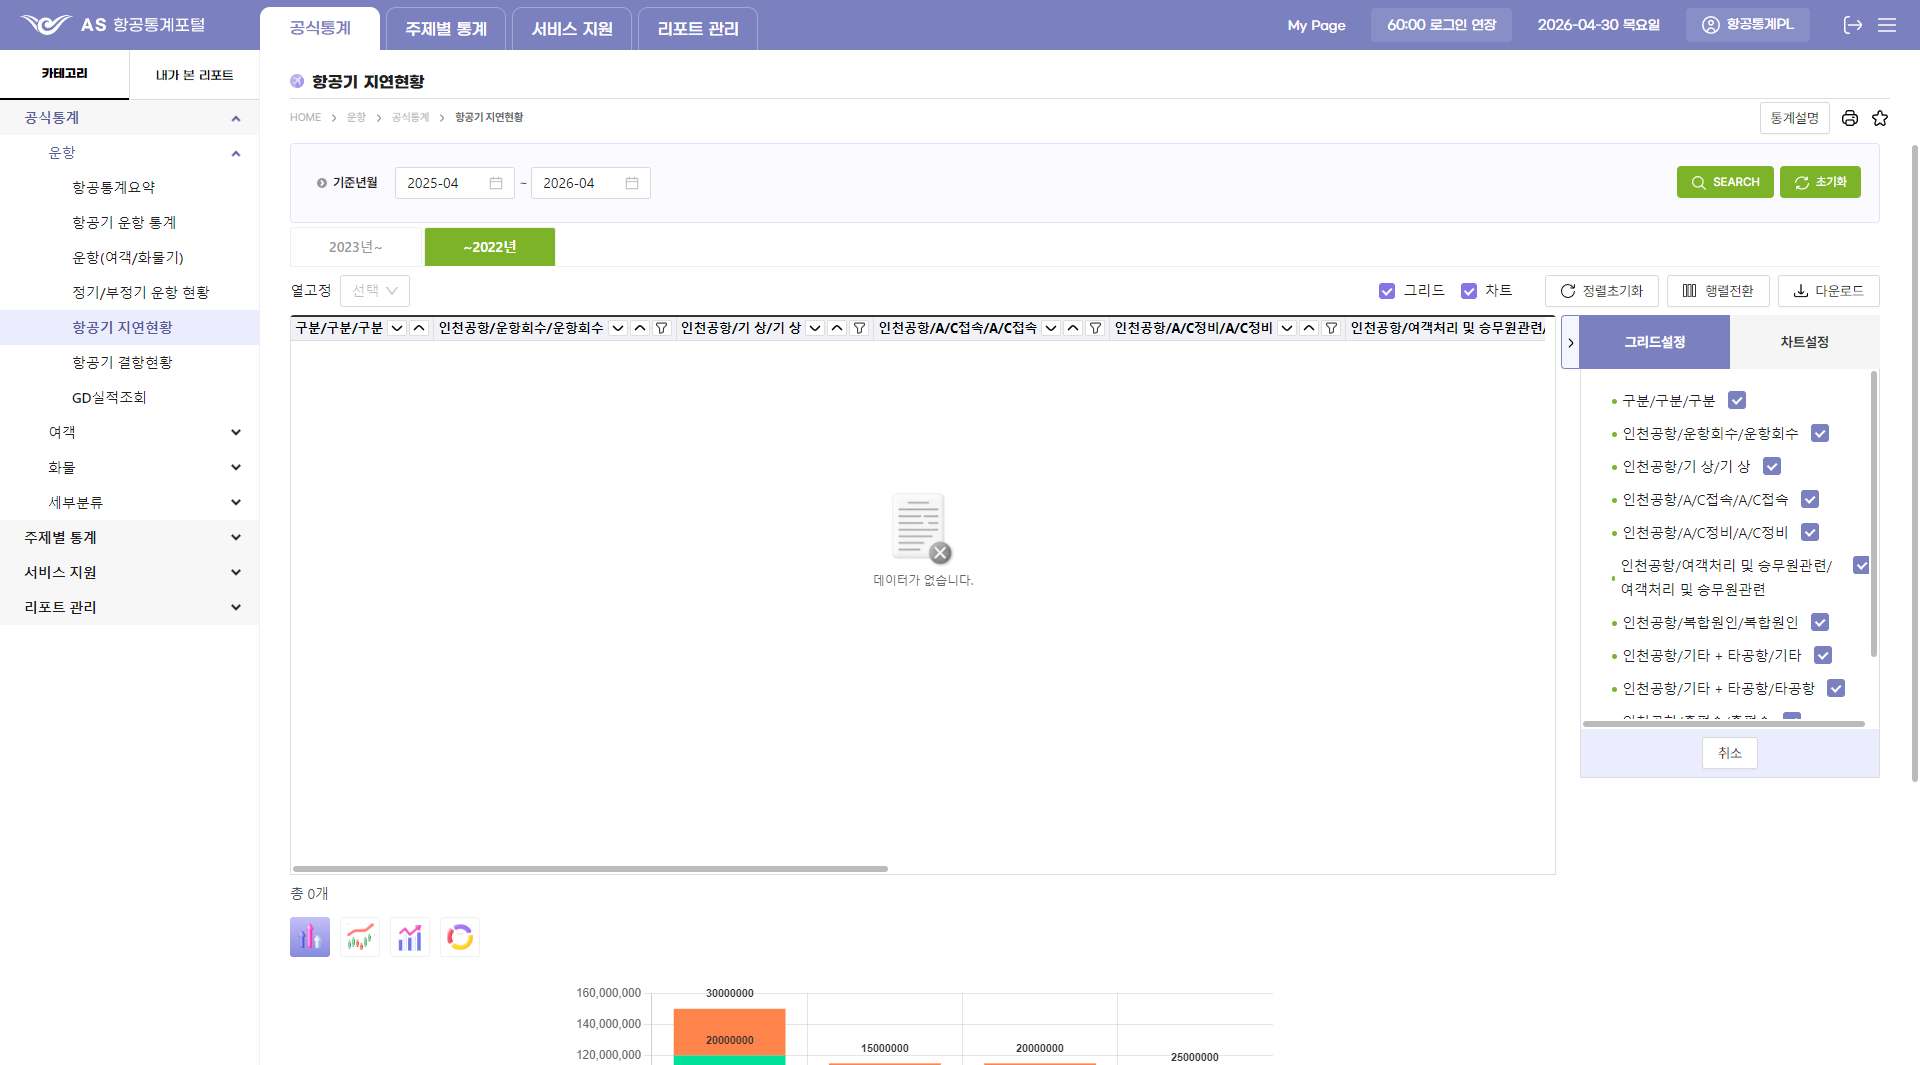 AS 항공통계포털
공식통계
주제별 통계
서비스 지원
리포트 관리
My Page
60:00 로그인 연장
2026-04-30 목요일
항공통계PL
카테고리
내가 본 리포트
공식통계
운항
항공통계요약
항공기 운항 통계
운항(여객/화물기)
정기/부정기 운항 현황
항공기 지연현황
항공기 결항현황
GD실적조회
여객
화물
세부분류
주제별 통계
서비스 지원
리포트 관리
항공기 지연현황
HOME > 운항 > 공식통계 > 항공기 지연현황
통계설명
기준년월
2025-04 ~ 2026-04
SEARCH
초기화
2023년~
~2022년
열고정
선택
그리드
차트
정렬초기화
행렬전환
다운로드
구분/구분/구분
인천공항/운항회수/운항회수
인천공항/기 상/기 상
인천공항/A/C접속/A/C접속
인천공항/A/C정비/A/C정비
인천공항/여객처리 및 승무원관련/
데이터가 없습니다.
그리드설정
차트설정
구분/구분/구분
인천공항/운항회수/운항회수
인천공항/기 상/기 상
인천공항/A/C접속/A/C접속
인천공항/A/C정비/A/C정비
인천공항/여객처리 및 승무원관련/
여객처리 및 승무원관련
인천공항/복합원인/복합원인
인천공항/기타 + 타공항/기타
인천공항/기타 + 타공항/타공항
취소
총 0개
160,000,000
140,000,000
120,000,000
30000000
20000000
15000000
20000000
25000000